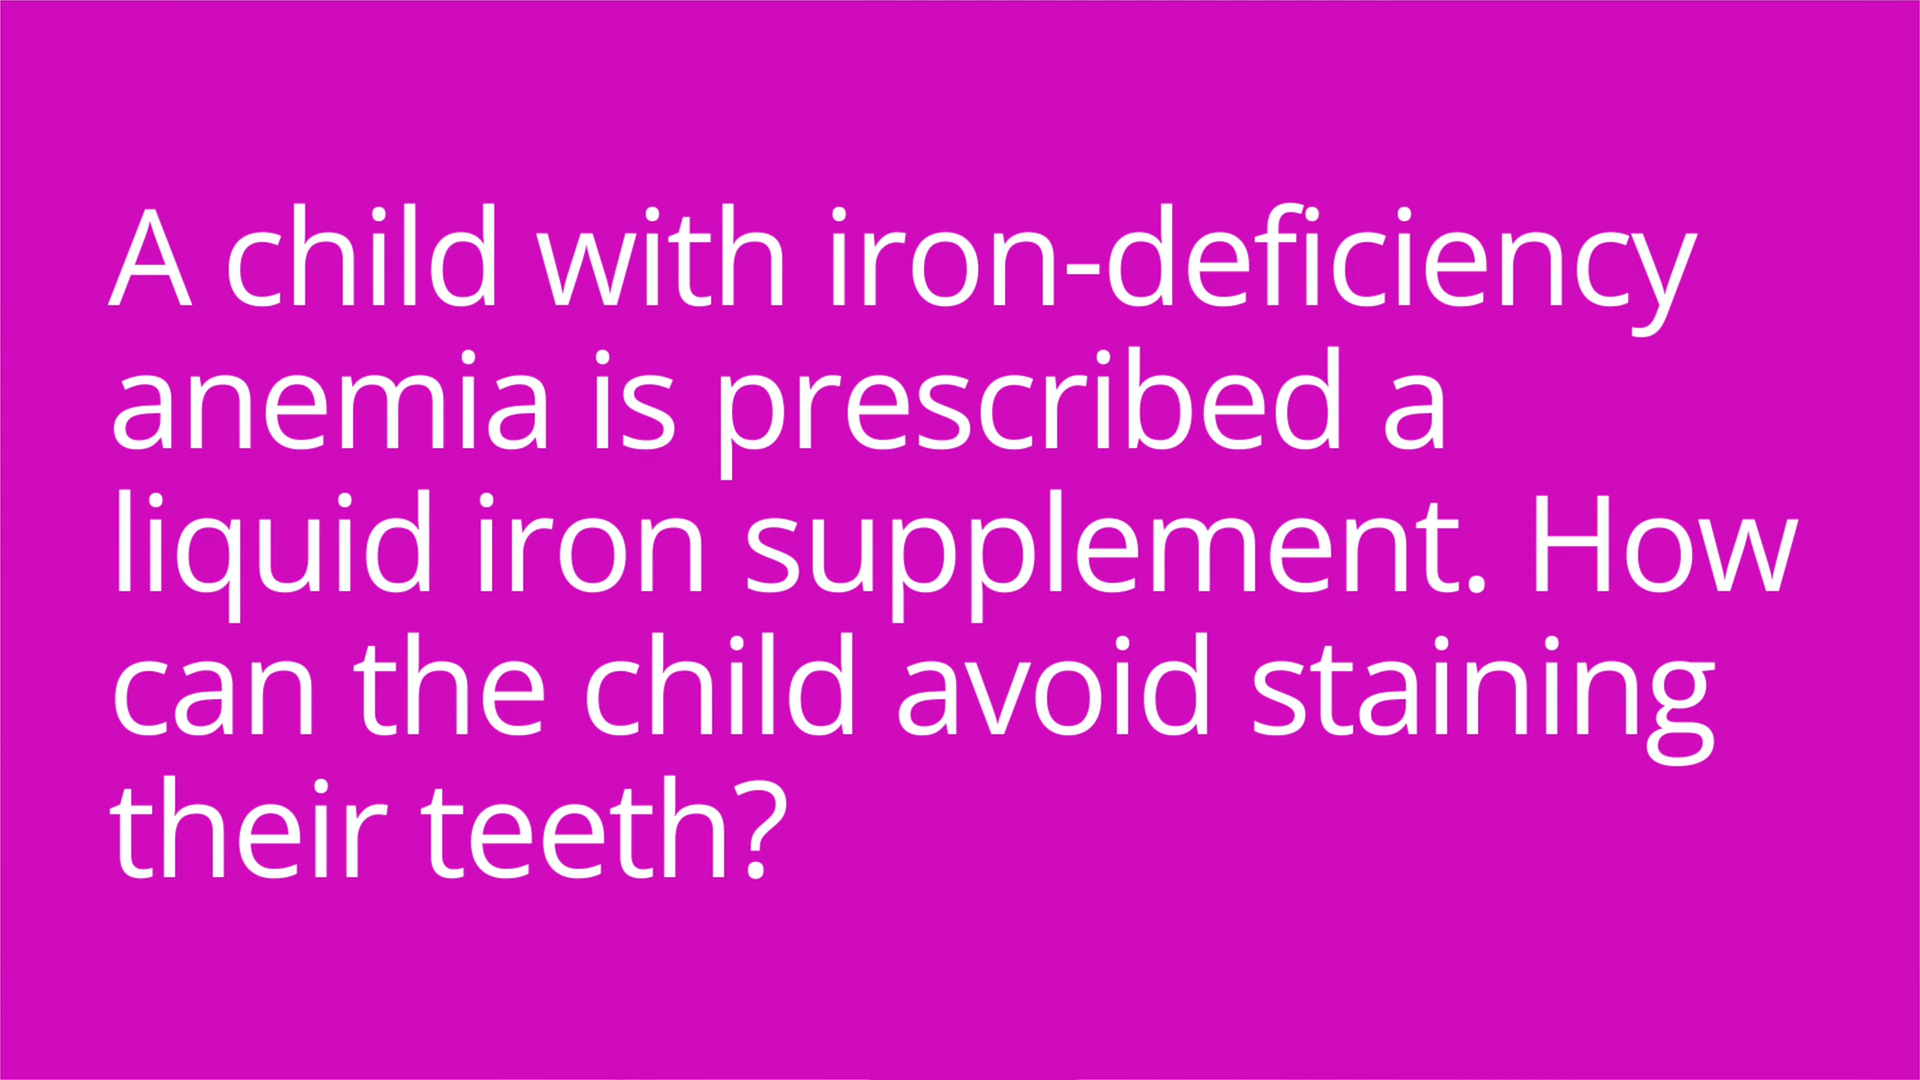 A child with iron-deficiency
anemia is prescribed a
liquid iron supplement. How
can the child avoid staining
their teeth?